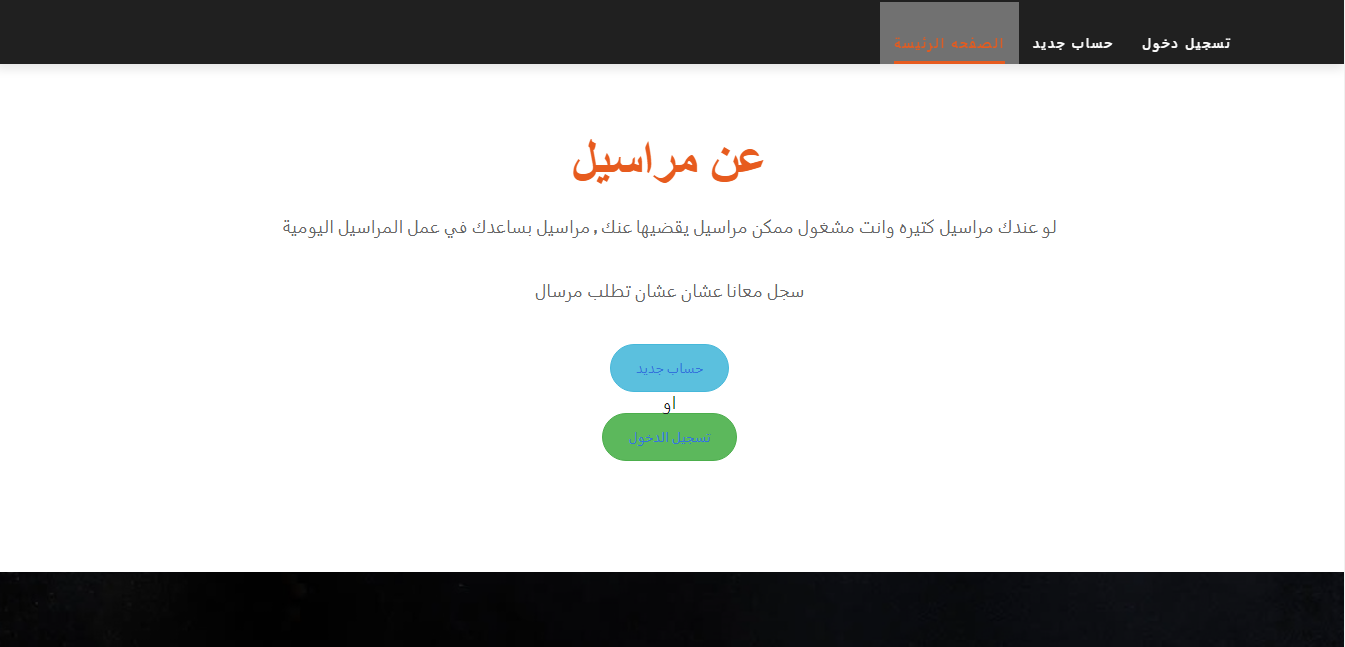 تسجيل دخول
حساب جديد
الصفحه الرئيسة
عن مراسيل
لو عندك مراسيل كتيره وانت مشغول ممكن مراسيل يقضيها عنك , مراسيل بساعدك في عمل المراسيل اليومية
سجل معانا عشان عشان تطلب مرسال
حساب جديد
او
تسجيل الدخول